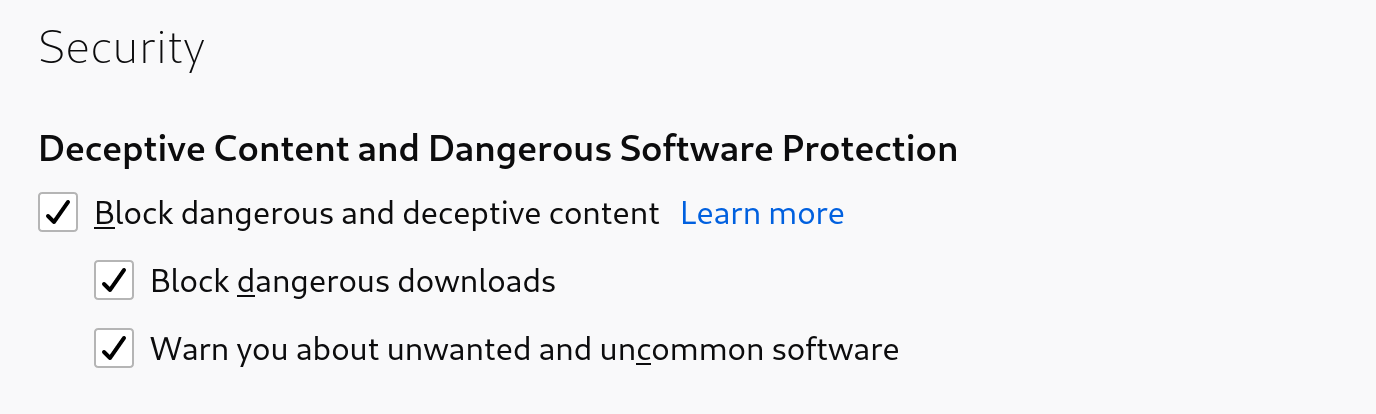 Security
Deceptive Content and Dangerous Software Protection
Block dangerous and deceptive content Learn more
Block dangerous downloads
Warn you about unwanted and uncommon software